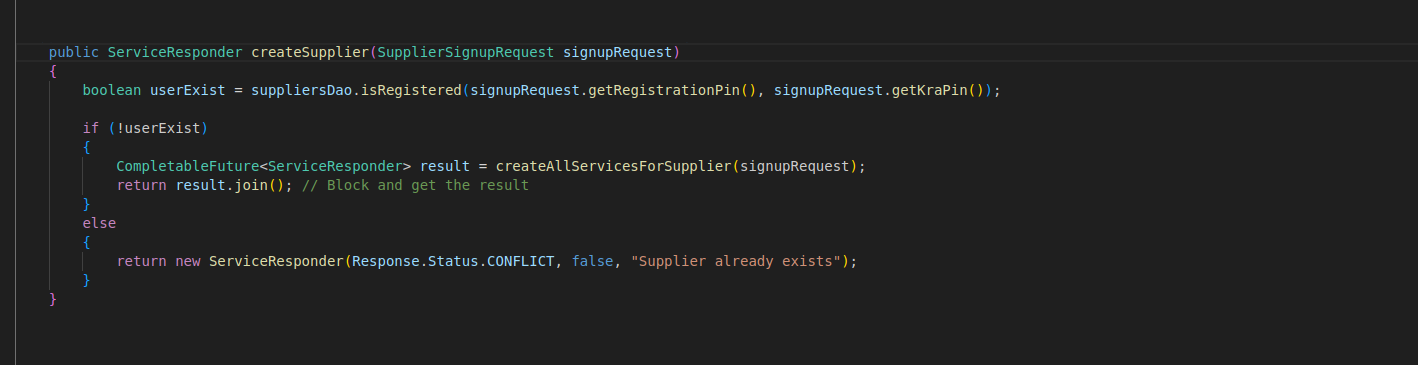 public ServiceResponder createSupplier(SupplierSignupRequest signupRequest)
{
boolean userExist = suppliersDao.isRegistered(signupRequest.getRegistrationPin(), signupRequest.getKraPin());
if (!userExist)
{
CompletableFuture<ServiceResponder> result = createAllServicesForSupplier(signupRequest);
return result.join(); // Block and get the result
}
else
{
return new ServiceResponder(Response.Status.CONFLICT, false, "Supplier already exists");
}
}